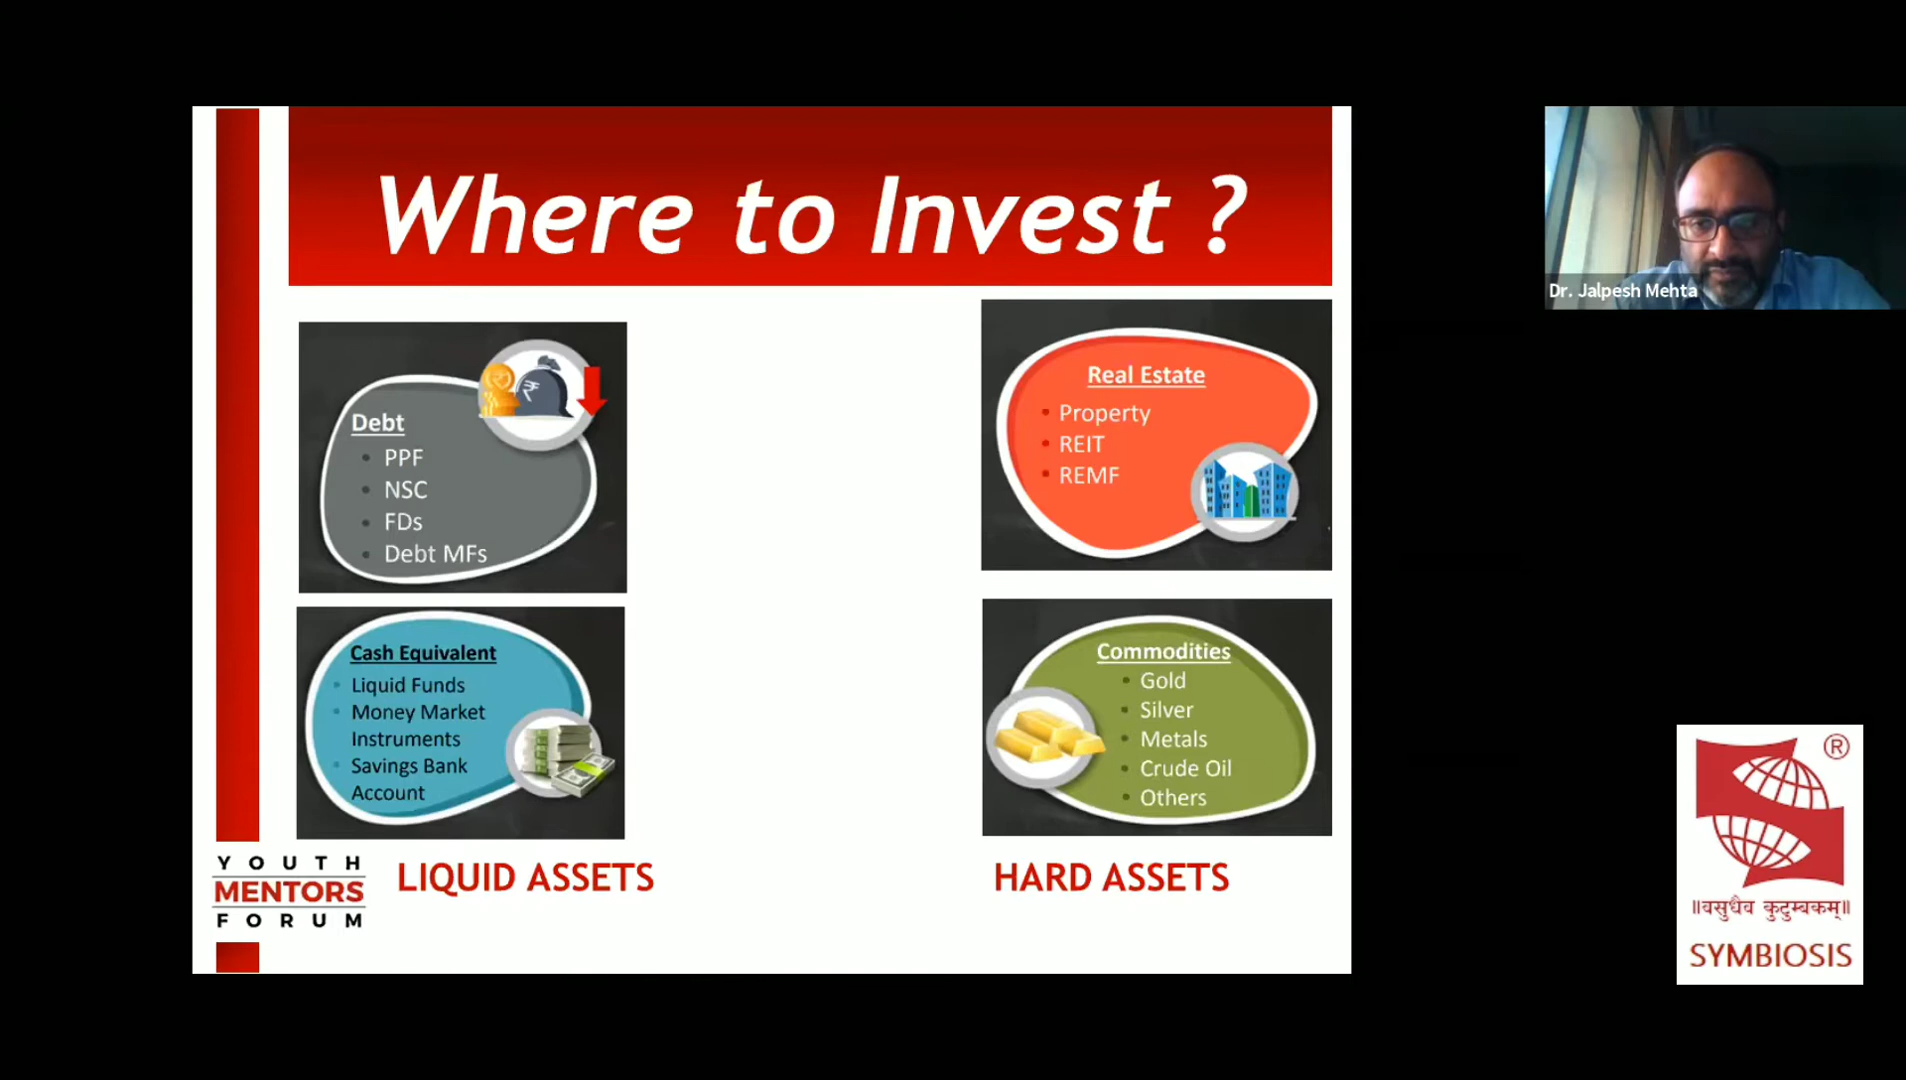 Where to Invest ?
Debt
PPF
NSC
FDs
Debt MFs
Cash Equivalent
Liquid Funds
Money Market
Instruments
Savings Bank
Account
LIQUID ASSETS
Real Estate
Property
REIT
REMF
Commodities
Gold
Silver
Metals
Crude Oil
Others
HARD ASSETS
YOUTH
MENTORS
FORUM
Dr. Jalpesh Mehta
®
॥वसुधैव कुटुम्बकम्॥
SYMBIOSIS